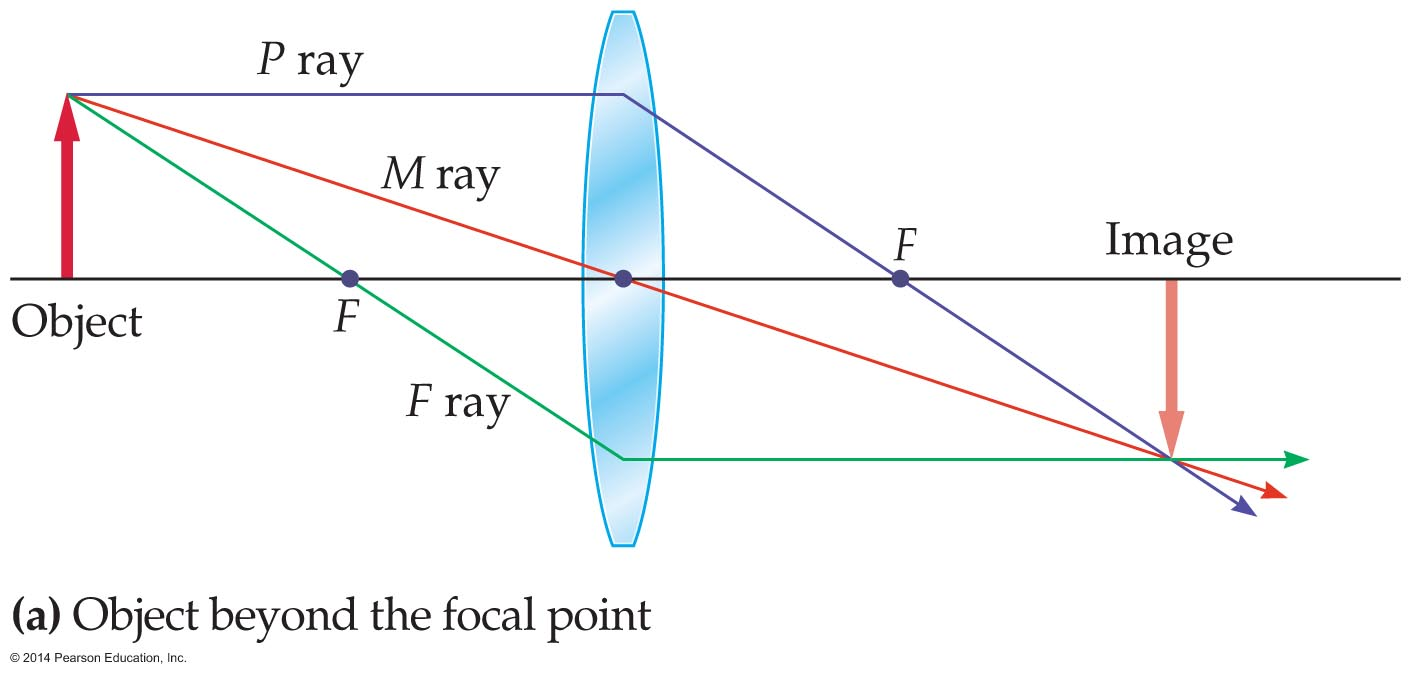 P ray
M ray
F
Image
Object
F
F ray
(a) Object beyond the focal point
© 2014 Pearson Education, Inc.